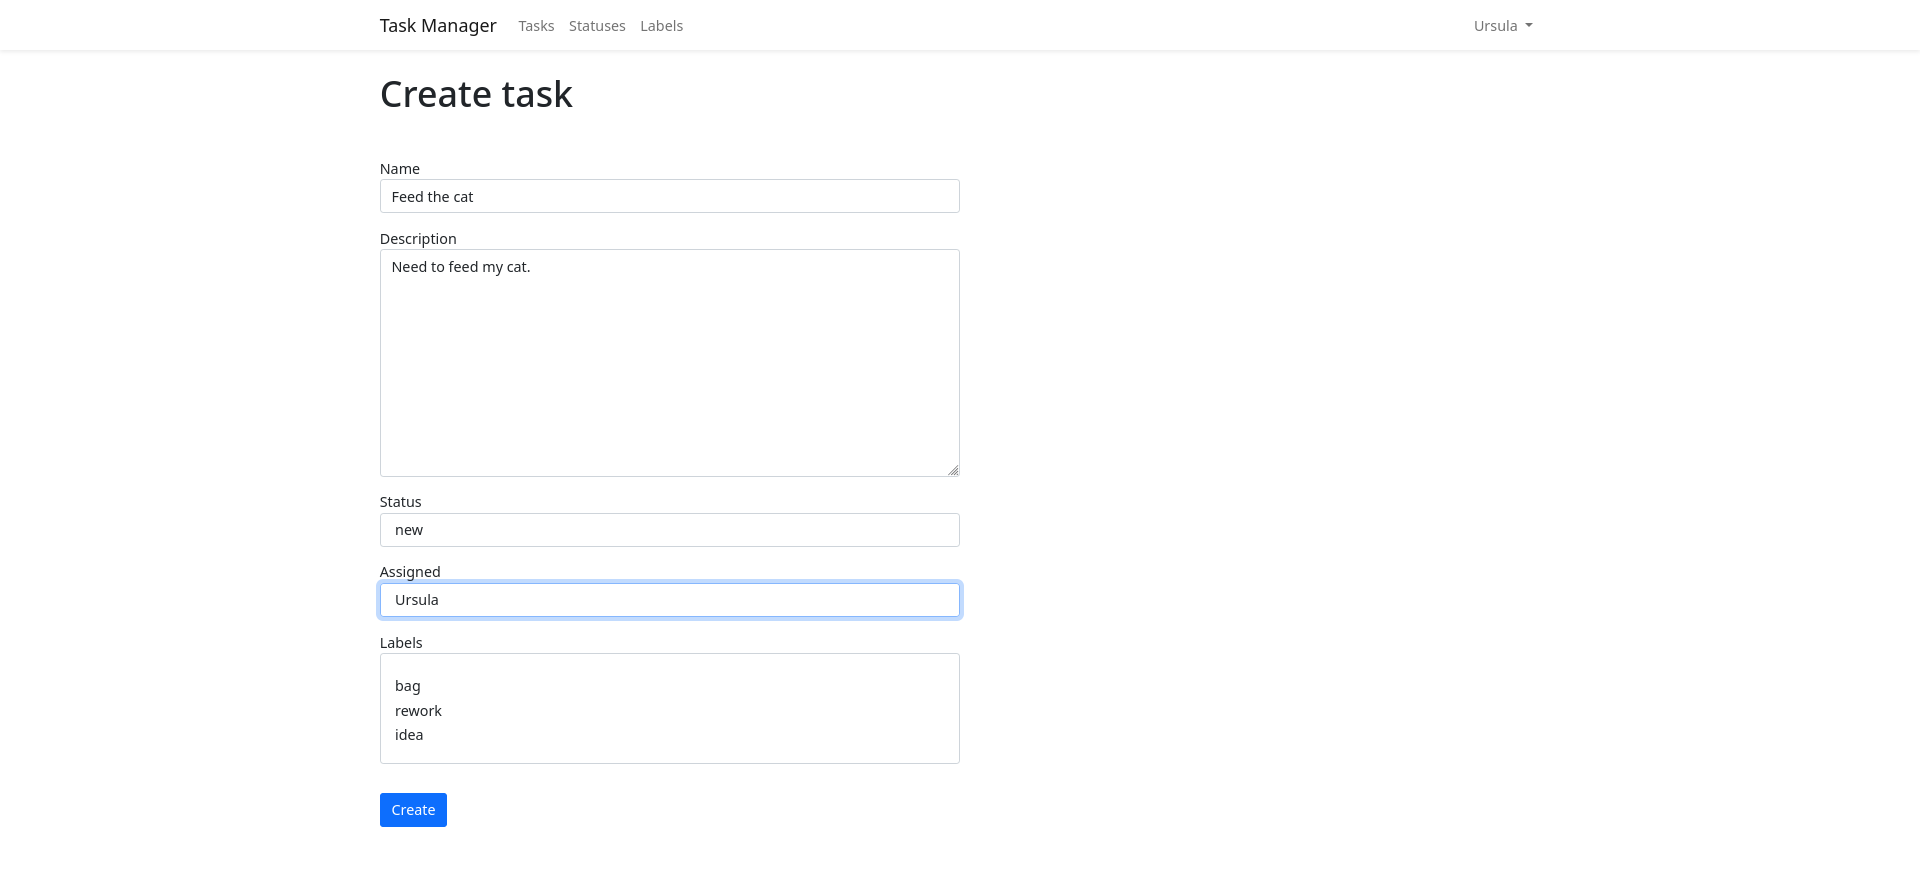 Task Manager Tasks Statuses Labels Ursula
Create task
Name
Feed the cat
Description
Need to feed my cat.
Status
new
Assigned
Ursula
Labels
bag
rework
idea
Create